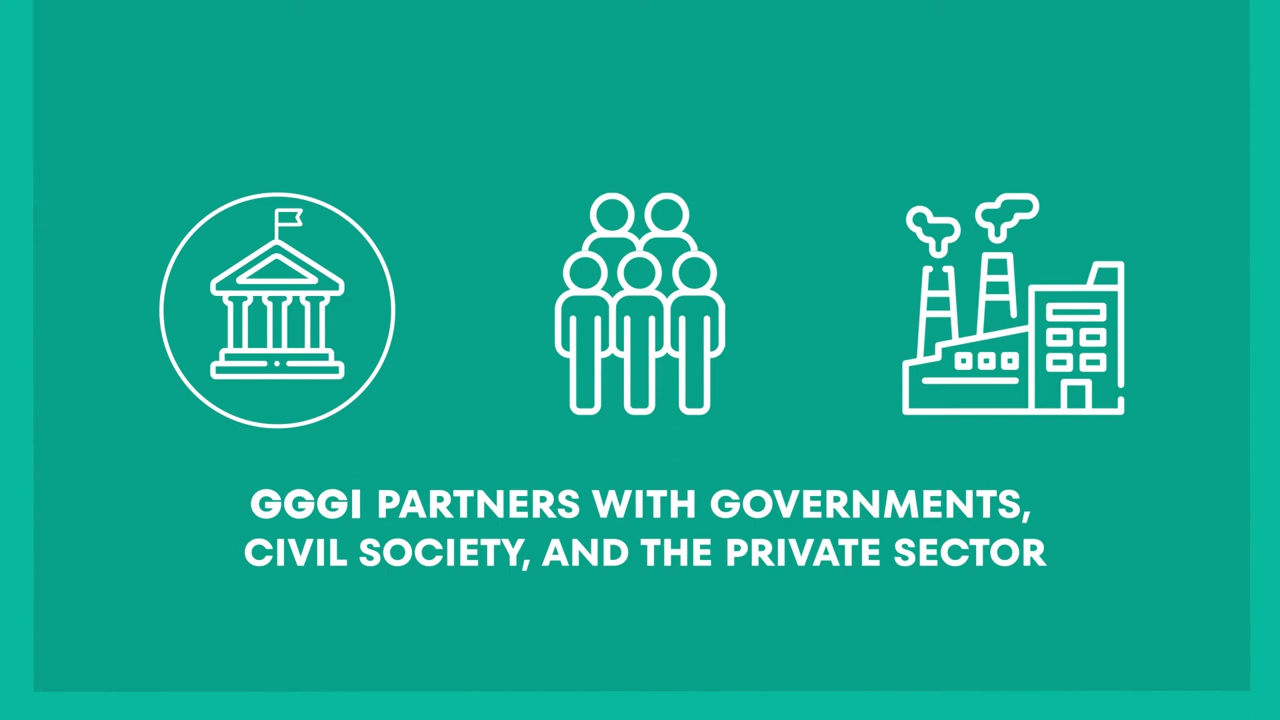 GGGI PARTNERS WITH GOVERNMENTS,
CIVIL SOCIETY, AND THE PRIVATE SECTOR